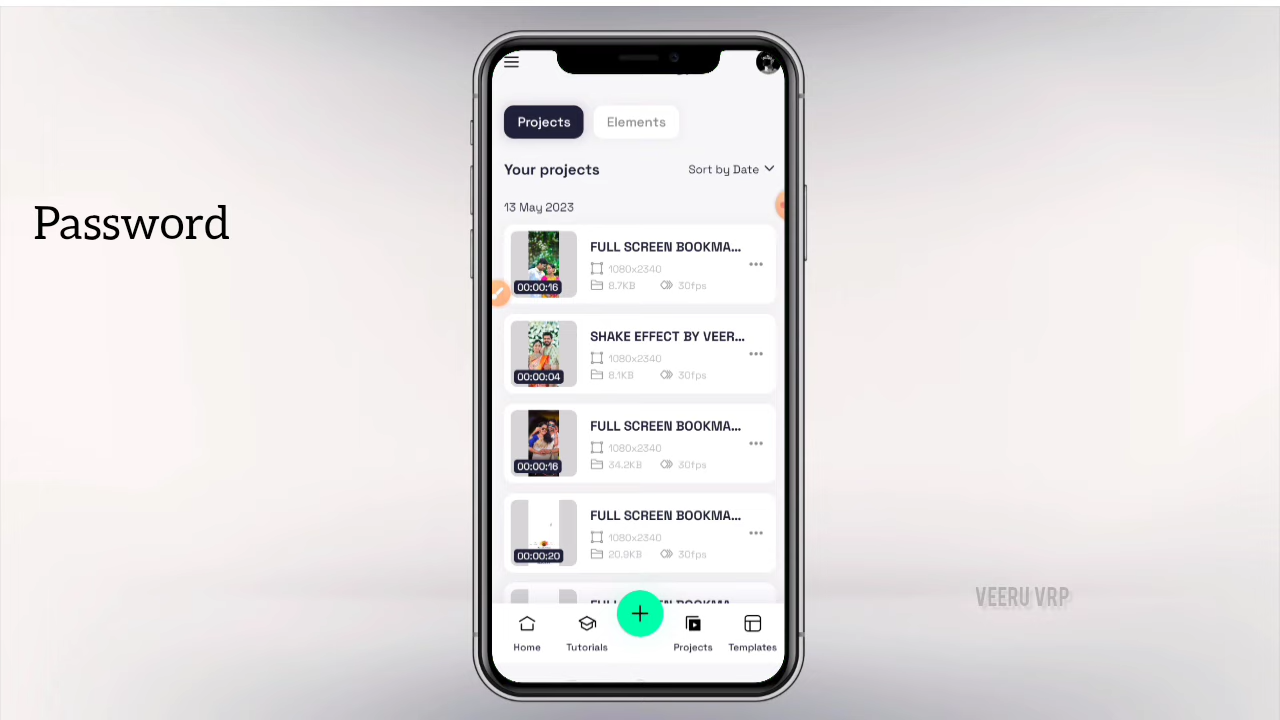 Projects
Elements
Your projects
Sort by Date
13 May 2023
FULL SCREEN BOOKMA...
1080x2340
8.7KB 30fps
00:00:16
SHAKE EFFECT BY VEER...
1080x2340
8.1KB 30fps
00:00:04
FULL SCREEN BOOKMA...
1080x2340
34.2KB 30fps
00:00:16
FULL SCREEN BOOKMA...
1080x2340
20.9KB 30fps
00:00:20
Home
Tutorials
Projects
Templates
Password
VEERU VRP